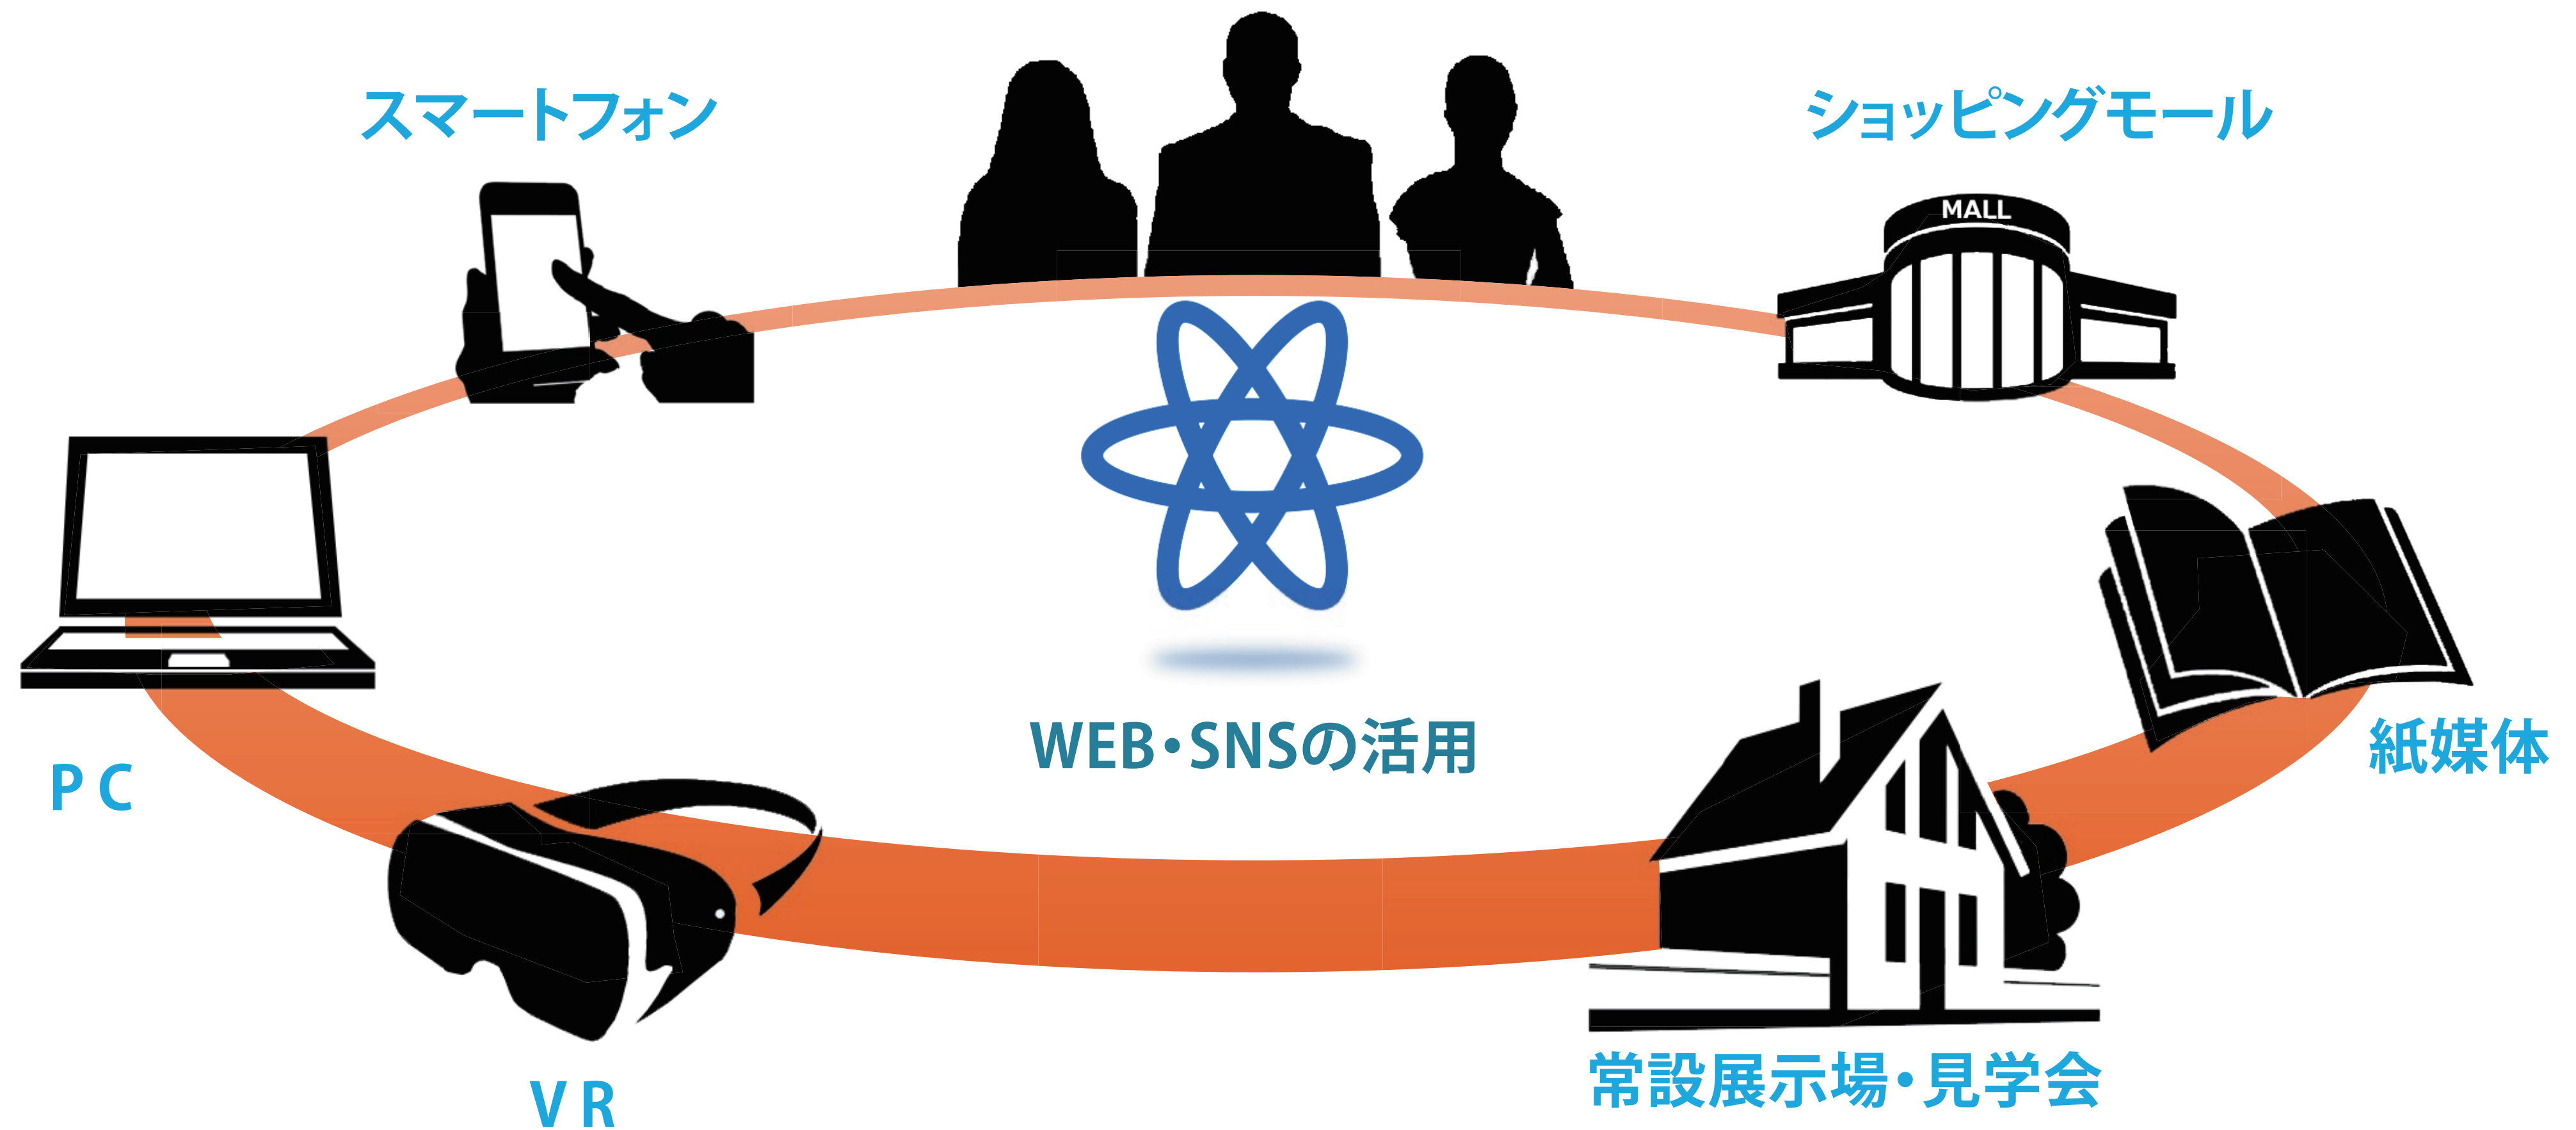 スマートフォン
ショッピングモール
MALL
WEB・SNSの活用
紙媒体
PC
常設展示場・見学会
VR